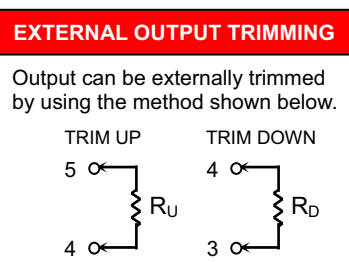 EXTERNAL OUTPUT TRIMMING
Output can be externally trimmed
by using the method shown below.
TRIM UP TRIM DOWN
5 4
RU RD
4 3